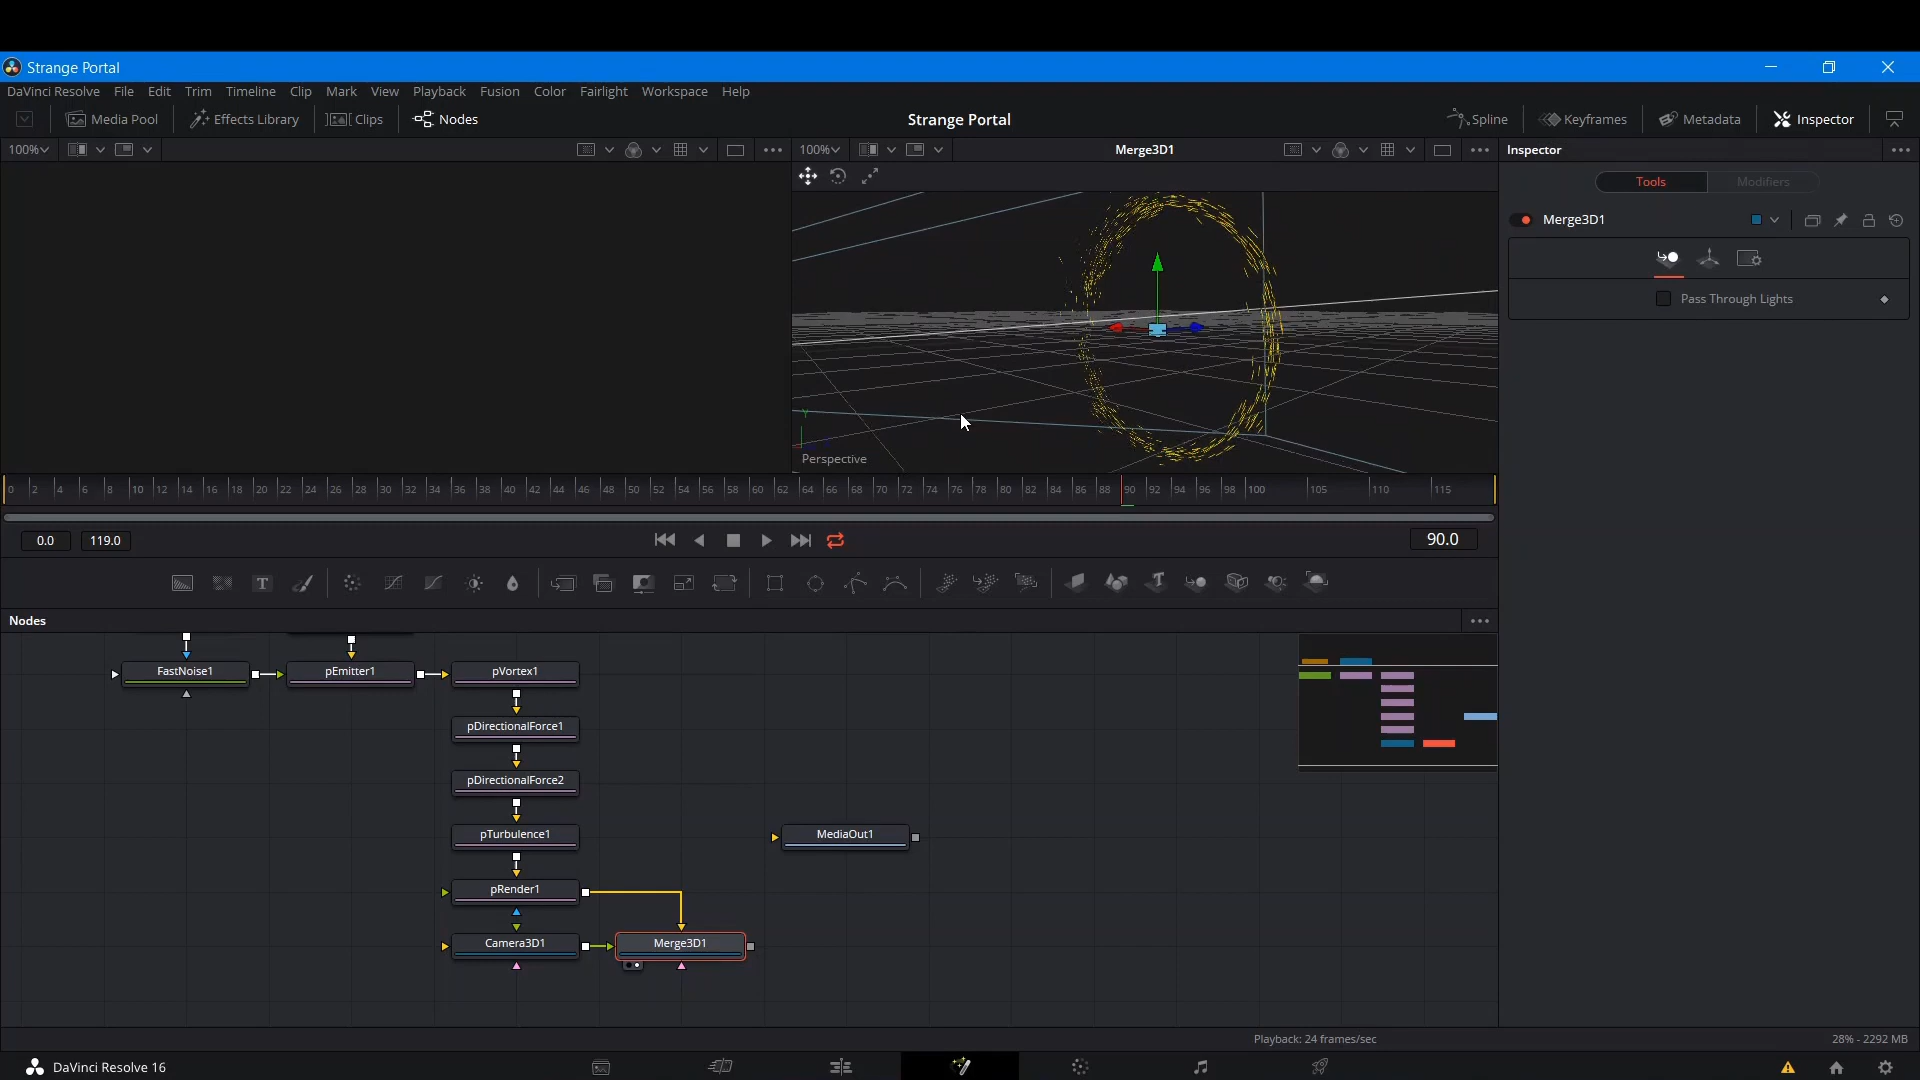 Strange Portal
DaVinci Resolve File Edit Trim Timeline Clip Mark View Playback Fusion Color Fairlight Workspace Help
Media Pool Effects Library Clips Nodes Strange Portal Spline Keyframes Metadata Inspector
100% 100% Merge3D1 Inspector
Tools Modifiers
Merge3D1
Pass Through Lights
Y
Perspective
0 2 4 6 8 10 12 14 16 18 20 22 24 26 28 30 32 34 36 38 40 42 44 46 48 50 52 54 56 58 60 62 64 66 68 70 72 74 76 78 80 82 84 86 88 90 92 94 96 98 100 105 110 115
0.0 119.0 90.0
Nodes
FastNoise1 pEmitter1 pVortex1
pDirectionalForce1
pDirectionalForce2
pTurbulence1 MediaOut1
pRender1
Camera3D1 Merge3D1
Playback: 24 frames/sec 28% - 2292 MB
DaVinci Resolve 16